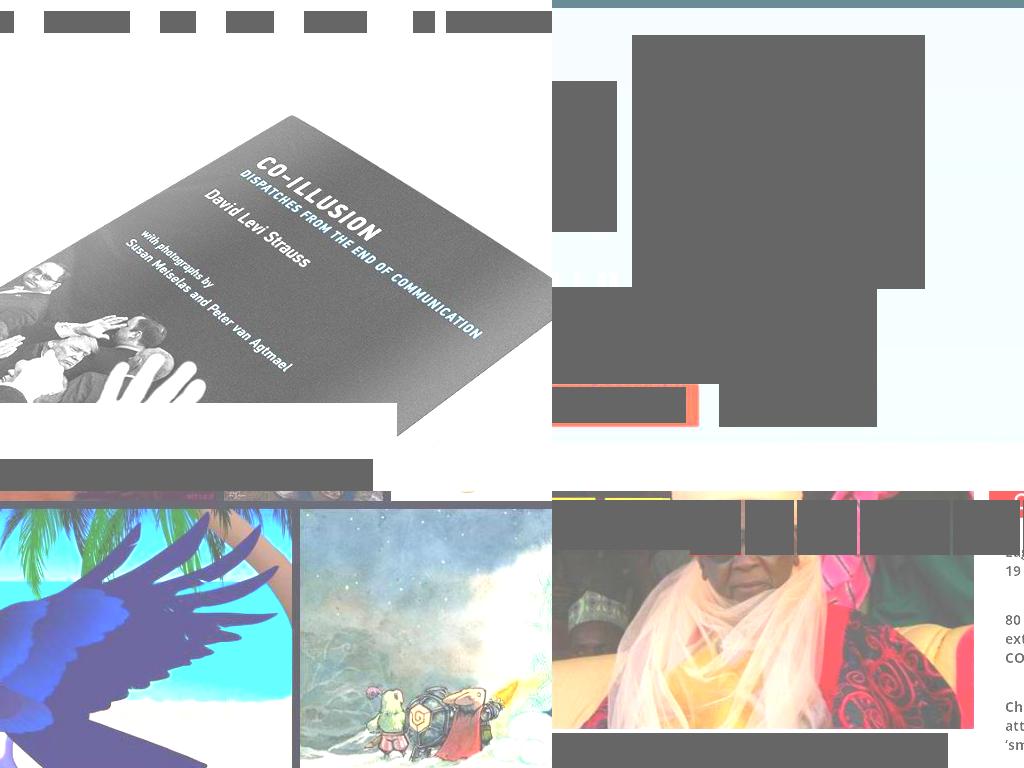 CO-ILLUSION
DISPATCHES FROM THE END OF COMMUNICATION
David Levi Strauss
with photographs by
Susan Meiselas and Peter van Agtmael
19
80
ext
CO
Ch
att
'sm